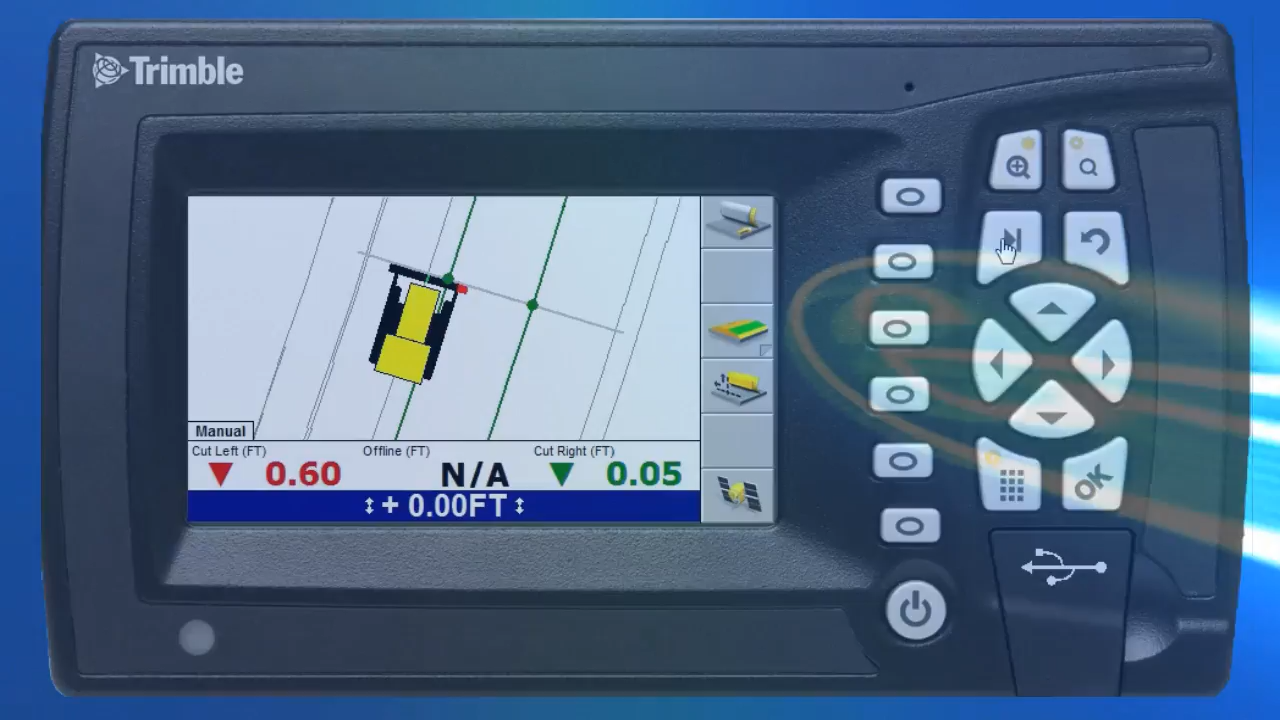 Trimble
Manual
Cut Left (FT) Offline (FT) Cut Right (FT)
0.60 N/A 0.05
+ 0.00FT
OK